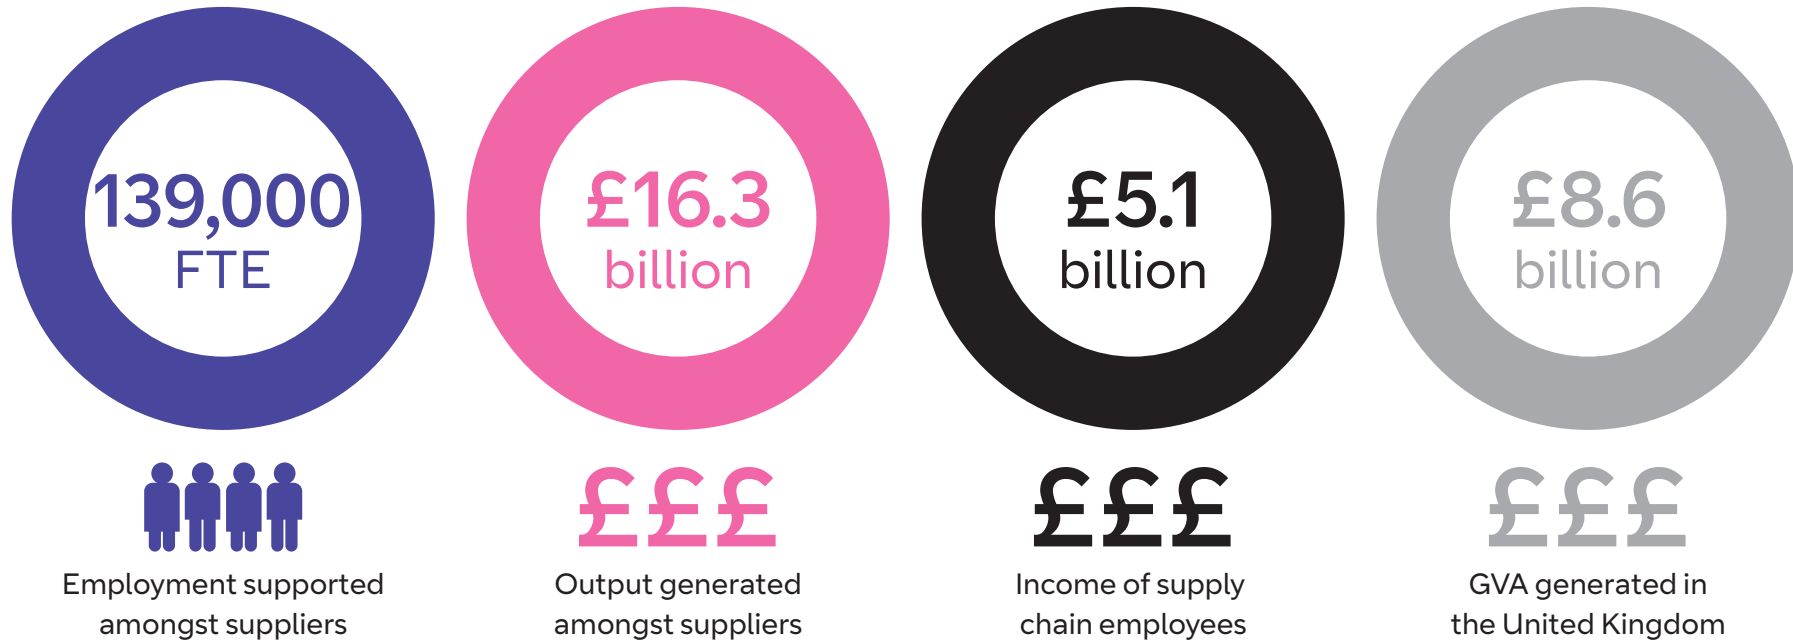 139,000
FTE
£16.3
billion
£5.1
billion
£8.6
billion
£££
£££
£££
Employment supported
amongst suppliers
Output generated
amongst suppliers
Income of supply
chain employees
GVA generated in
the United Kingdom